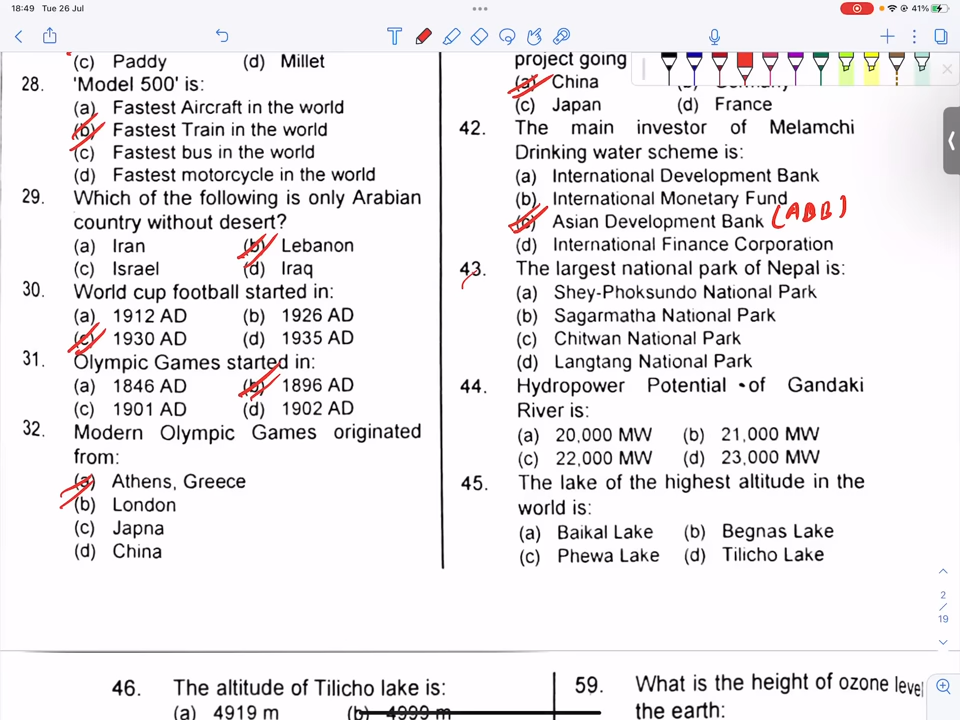 18:49 Tue 26 Jul
41%
(c) Paddy (d) Millet
28. 'Model 500' is:
(a) Fastest Aircraft in the world
(b) Fastest Train in the world
(c) Fastest bus in the world
(d) Fastest motorcycle in the world
29. Which of the following is only Arabian
country without desert?
(a) Iran (b) Lebanon
(c) Israel (d) Iraq
30. World cup football started in:
(a) 1912 AD (b) 1926 AD
(c) 1930 AD (d) 1935 AD
31. Olympic Games started in:
(a) 1846 AD (b) 1896 AD
(c) 1901 AD (d) 1902 AD
32. Modern Olympic Games originated
from:
(a) Athens, Greece
(b) London
(c) Japna
(d) China
project going
(a) China
(c) Japan (d) France
42. The main investor of Melamchi
Drinking water scheme is:
(a) International Development Bank
(b) International Monetary Fund
(c) Asian Development Bank (ABB)
(d) International Finance Corporation
43. The largest national park of Nepal is:
(a) Shey-Phoksundo National Park
(b) Sagarmatha National Park
(c) Chitwan National Park
(d) Langtang National Park
44. Hydropower Potential of Gandaki
River is:
(a) 20,000 MW (b) 21,000 MW
(c) 22,000 MW (d) 23,000 MW
45. The lake of the highest altitude in the
world is:
(a) Baikal Lake (b) Begnas Lake
(c) Phewa Lake (d) Tilicho Lake
2
/
19
46. The altitude of Tilicho lake is:
(a) 4919 m (b) 4999 m
59. What is the height of ozone level
the earth: